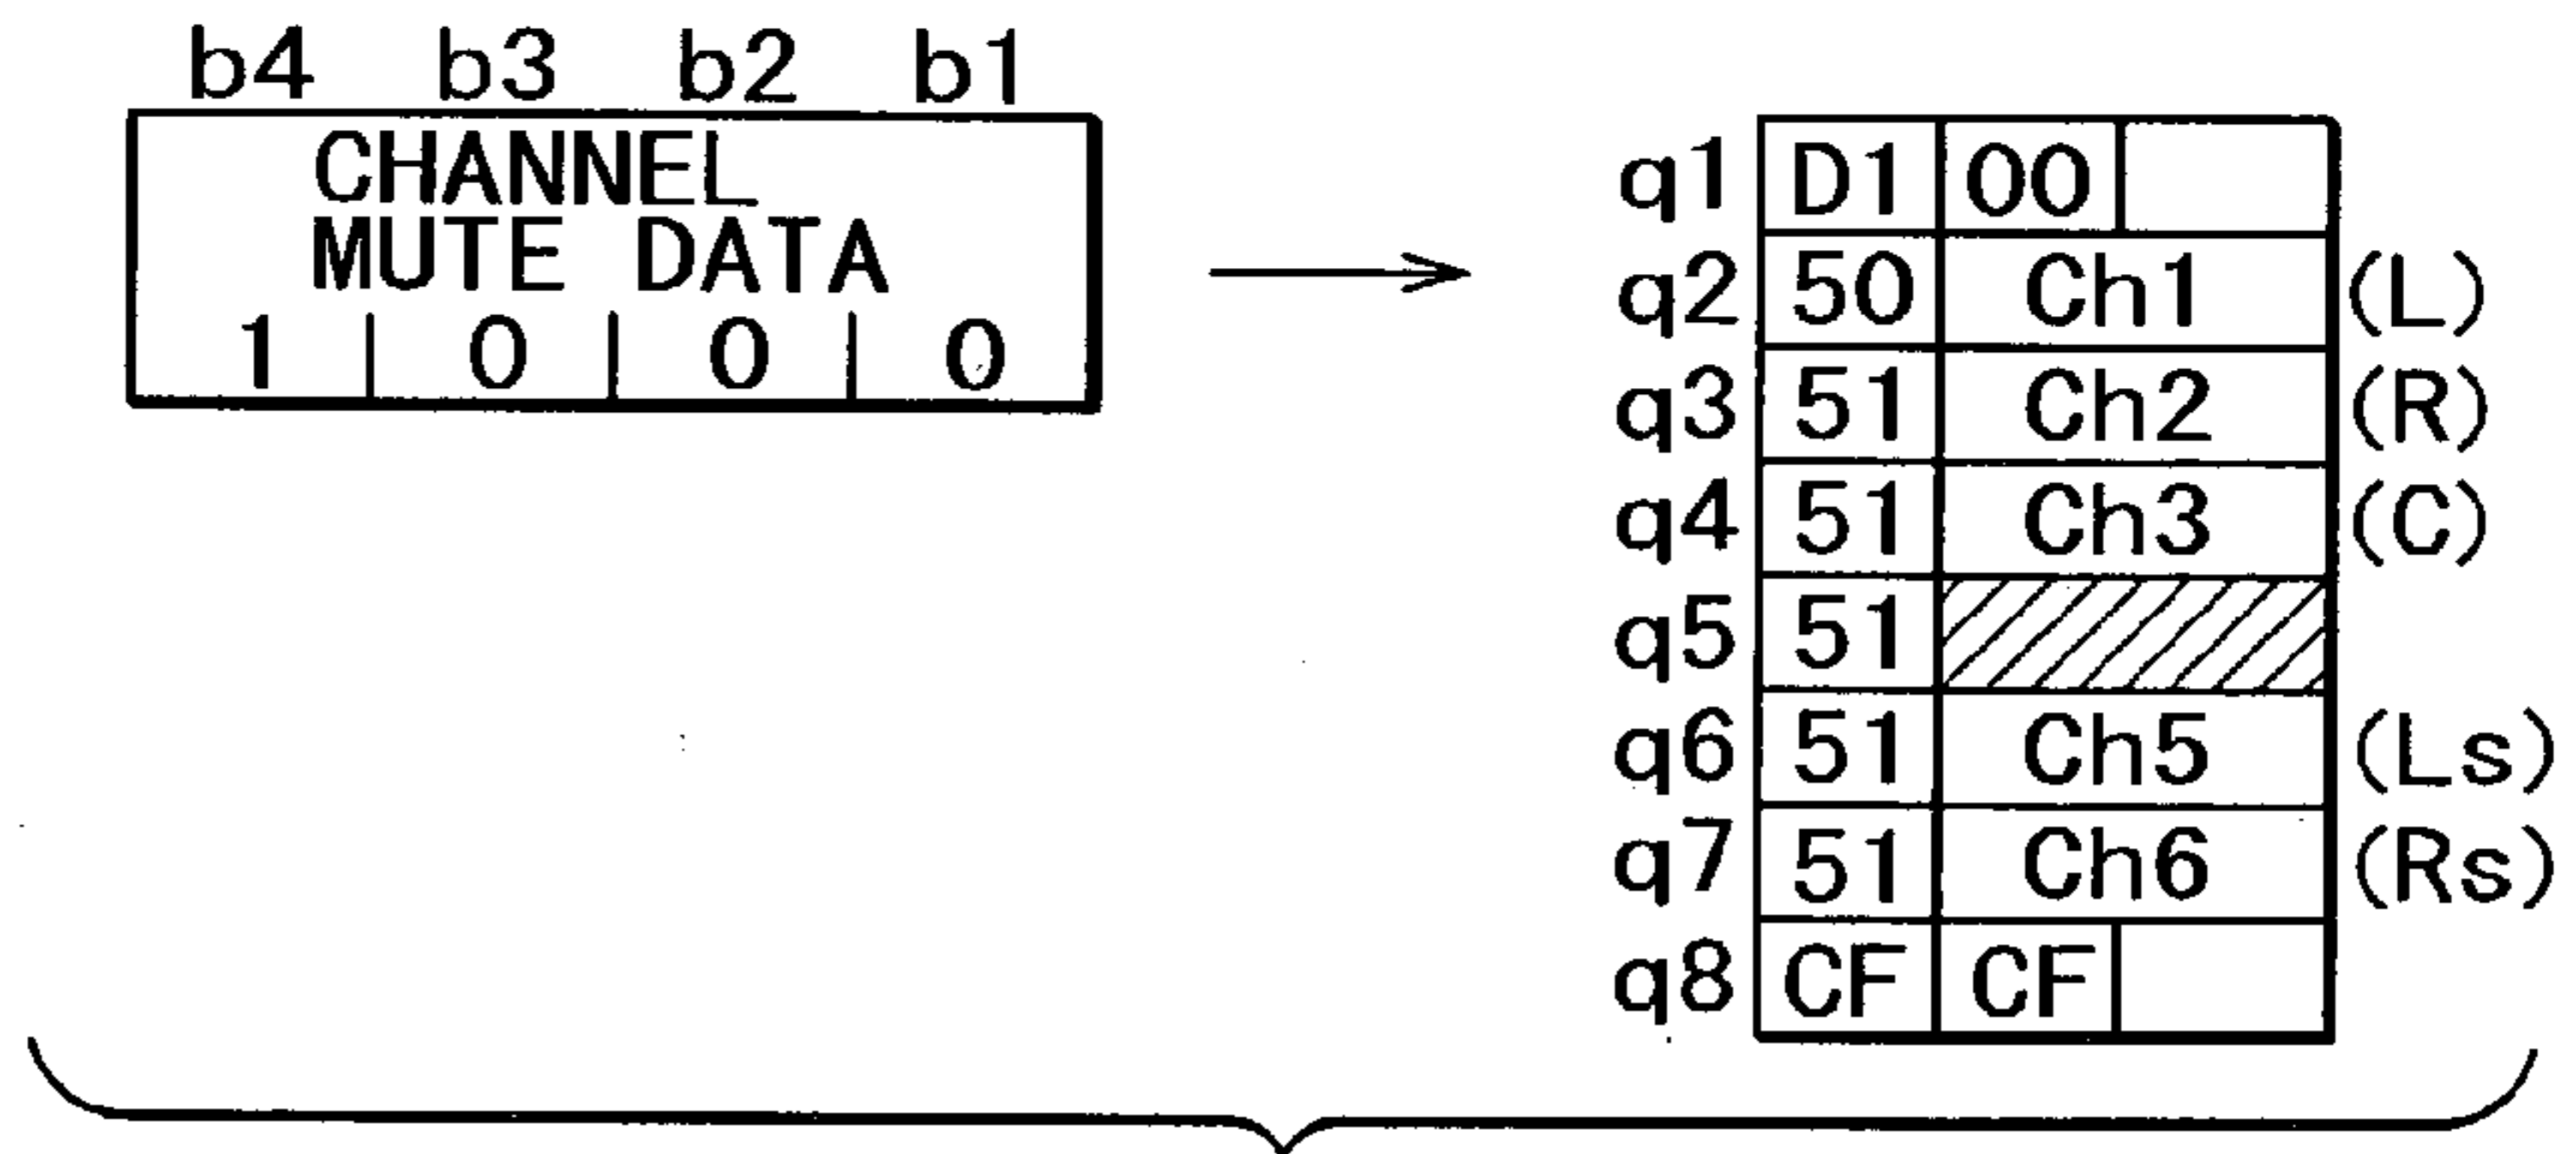 b4 b3 b2 b1
CHANNEL
MUTE DATA
1 0 0 0
q1 D1 00
q2 50 Ch1 (L)
q3 51 Ch2 (R)
q4 51 Ch3 (C)
q5 51
q6 51 Ch5 (Ls)
q7 51 Ch6 (Rs)
q8 CF CF